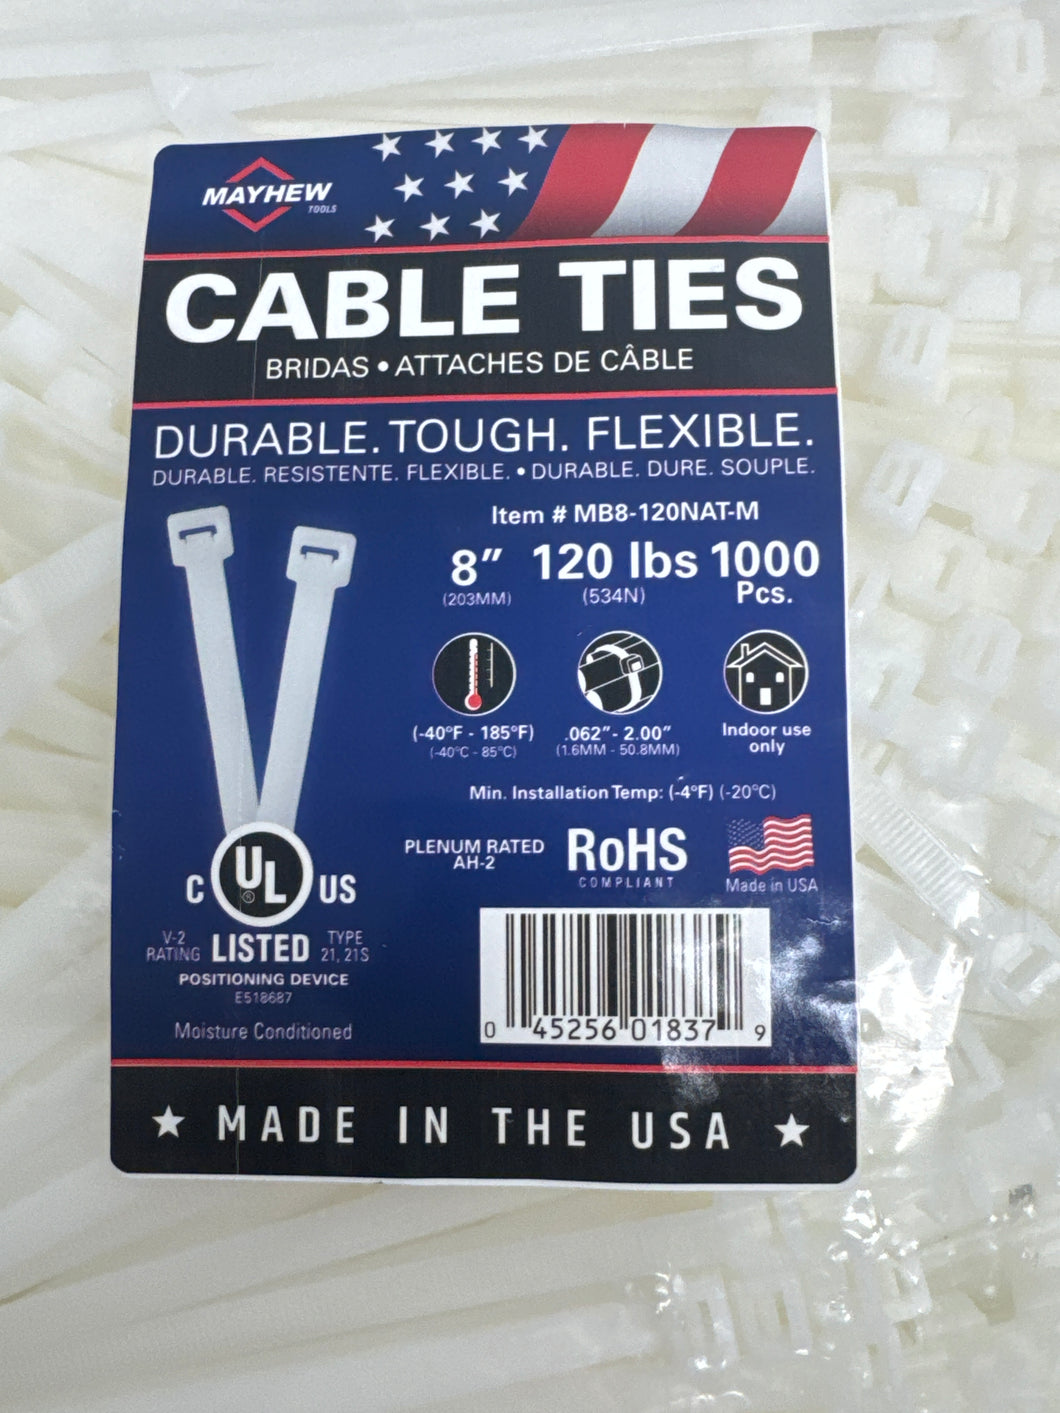 MAYHEW
TOOLS
CABLE TIES
BRIDAS • ATTACHES DE CÂBLE
DURABLE. TOUGH. FLEXIBLE.
DURABLE. RESISTENTE. FLEXIBLE. • DURABLE. DURE. SOUPLE.
Item # MB8-120NAT-M
8” 120 lbs 1000
(203MM) (534N) Pcs.
(-40°F - 185°F) .062”- 2.00” Indoor use
(-40°C - 85°C) (1.6MM - 50.8MM) only
Min. Installation Temp: (-4°F) (-20°C)
PLENUM RATED
AH-2
RoHS
COMPLIANT
Made in USA
C UL ® US
V-2
RATING
LISTED
TYPE
21, 21S
POSITIONING DEVICE
E518687
Moisture Conditioned
0 45256 01837 9
★ MADE IN THE USA ★